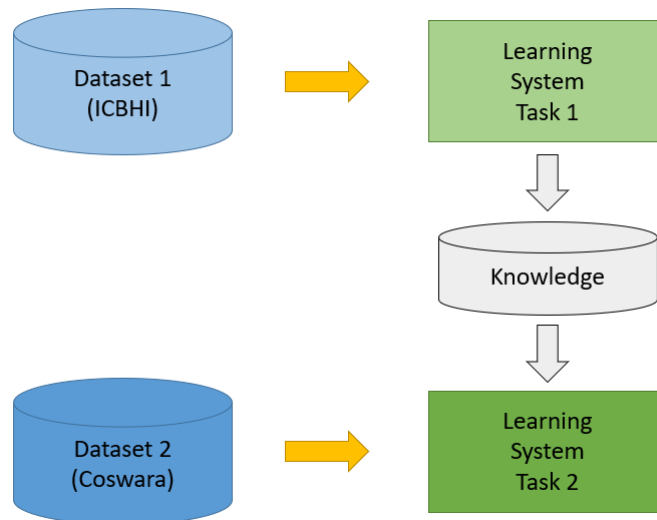 Dataset 1
(ICBHI)
Learning
System
Task 1
Knowledge
Dataset 2
(Coswara)
Learning
System
Task 2